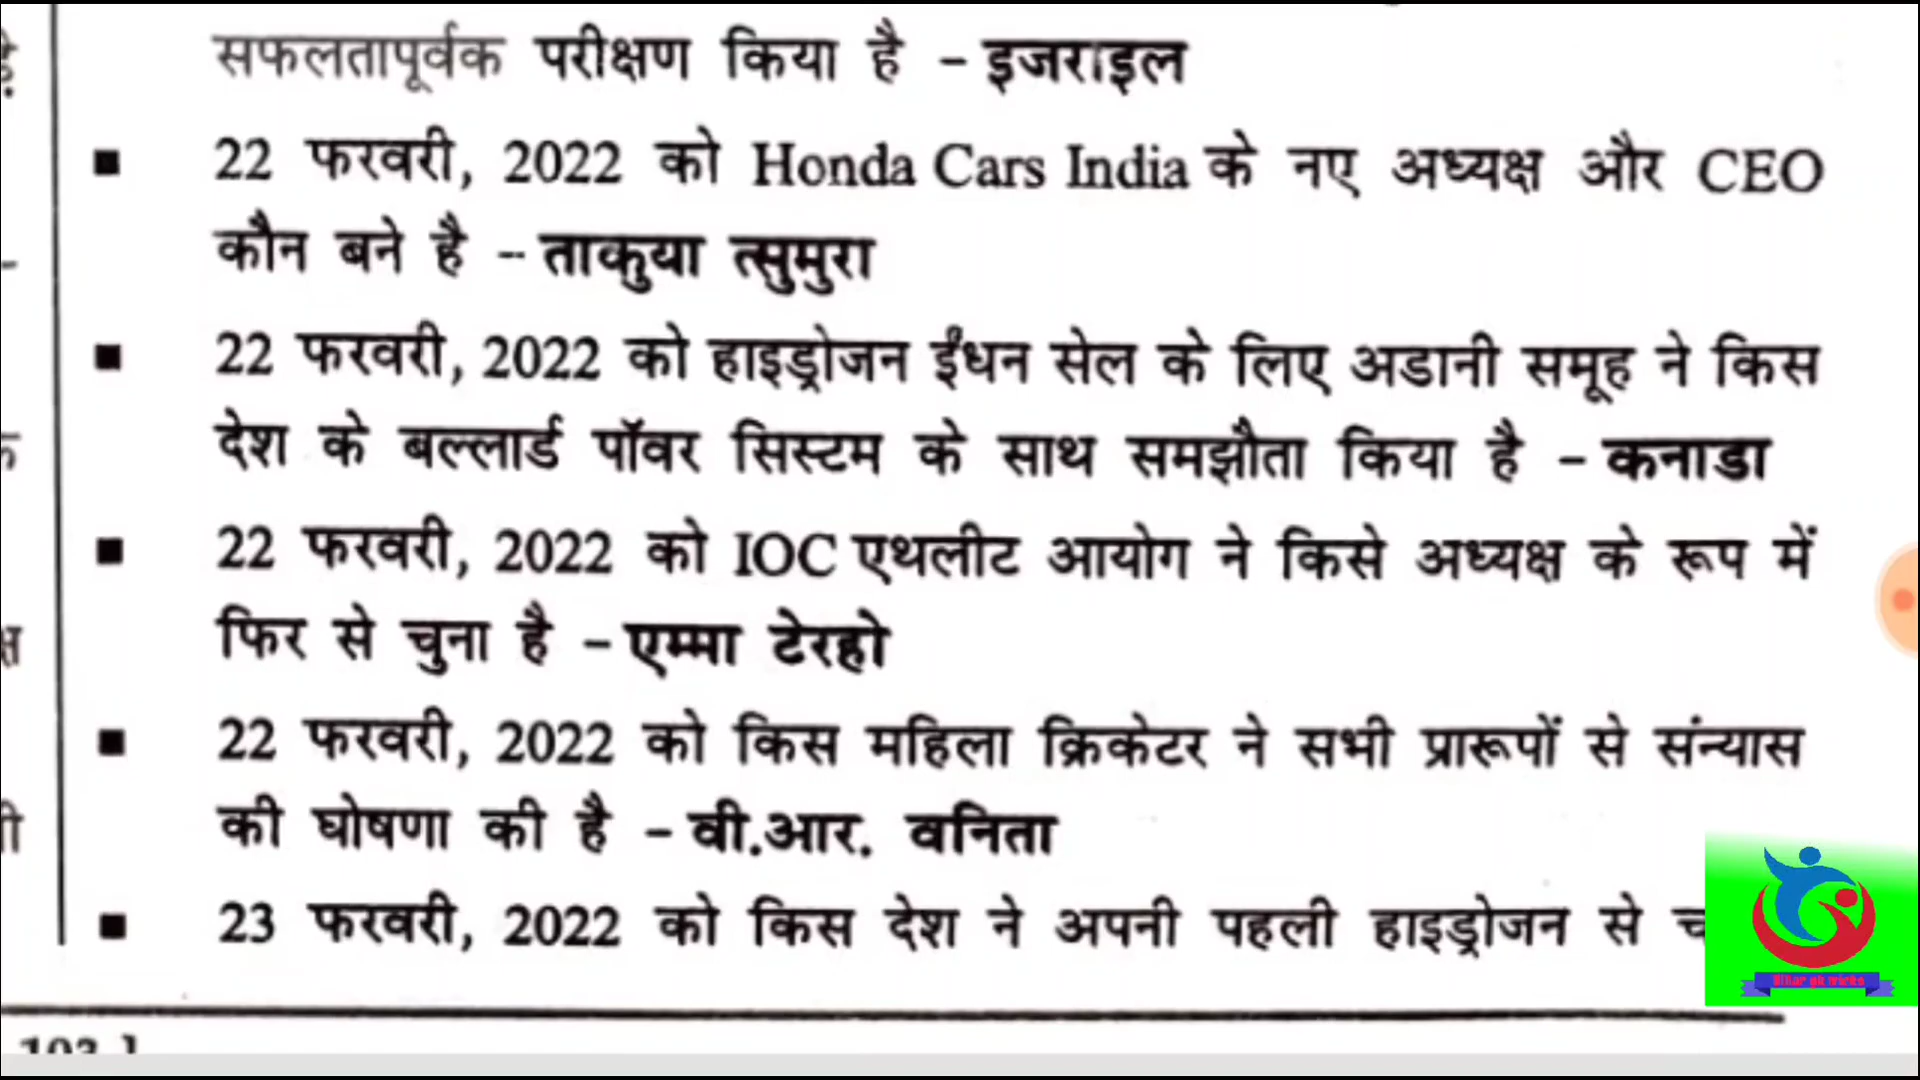 सफलतापूर्वक परीक्षण किया है - इजराइल
■ 22 फरवरी, 2022 को Honda Cars India के नए अध्यक्ष और CEO
कौन बने है -- ताकुया त्सुमुरा
■ 22 फरवरी, 2022 को हाइड्रोजन ईंधन सेल के लिए अडानी समूह ने किस
देश के बल्लार्ड पॉवर सिस्टम के साथ समझौता किया है - कनाडा
■ 22 फरवरी, 2022 को IOC एथलीट आयोग ने किसे अध्यक्ष के रूप में
फिर से चुना है - एम्मा टेरहो
■ 22 फरवरी, 2022 को किस महिला क्रिकेटर ने सभी प्रारूपों से संन्यास
की घोषणा की है - वी.आर. वनिता
■ 23 फरवरी, 2022 को किस देश ने अपनी पहली हाइड्रोजन से
Bihar gk tricks